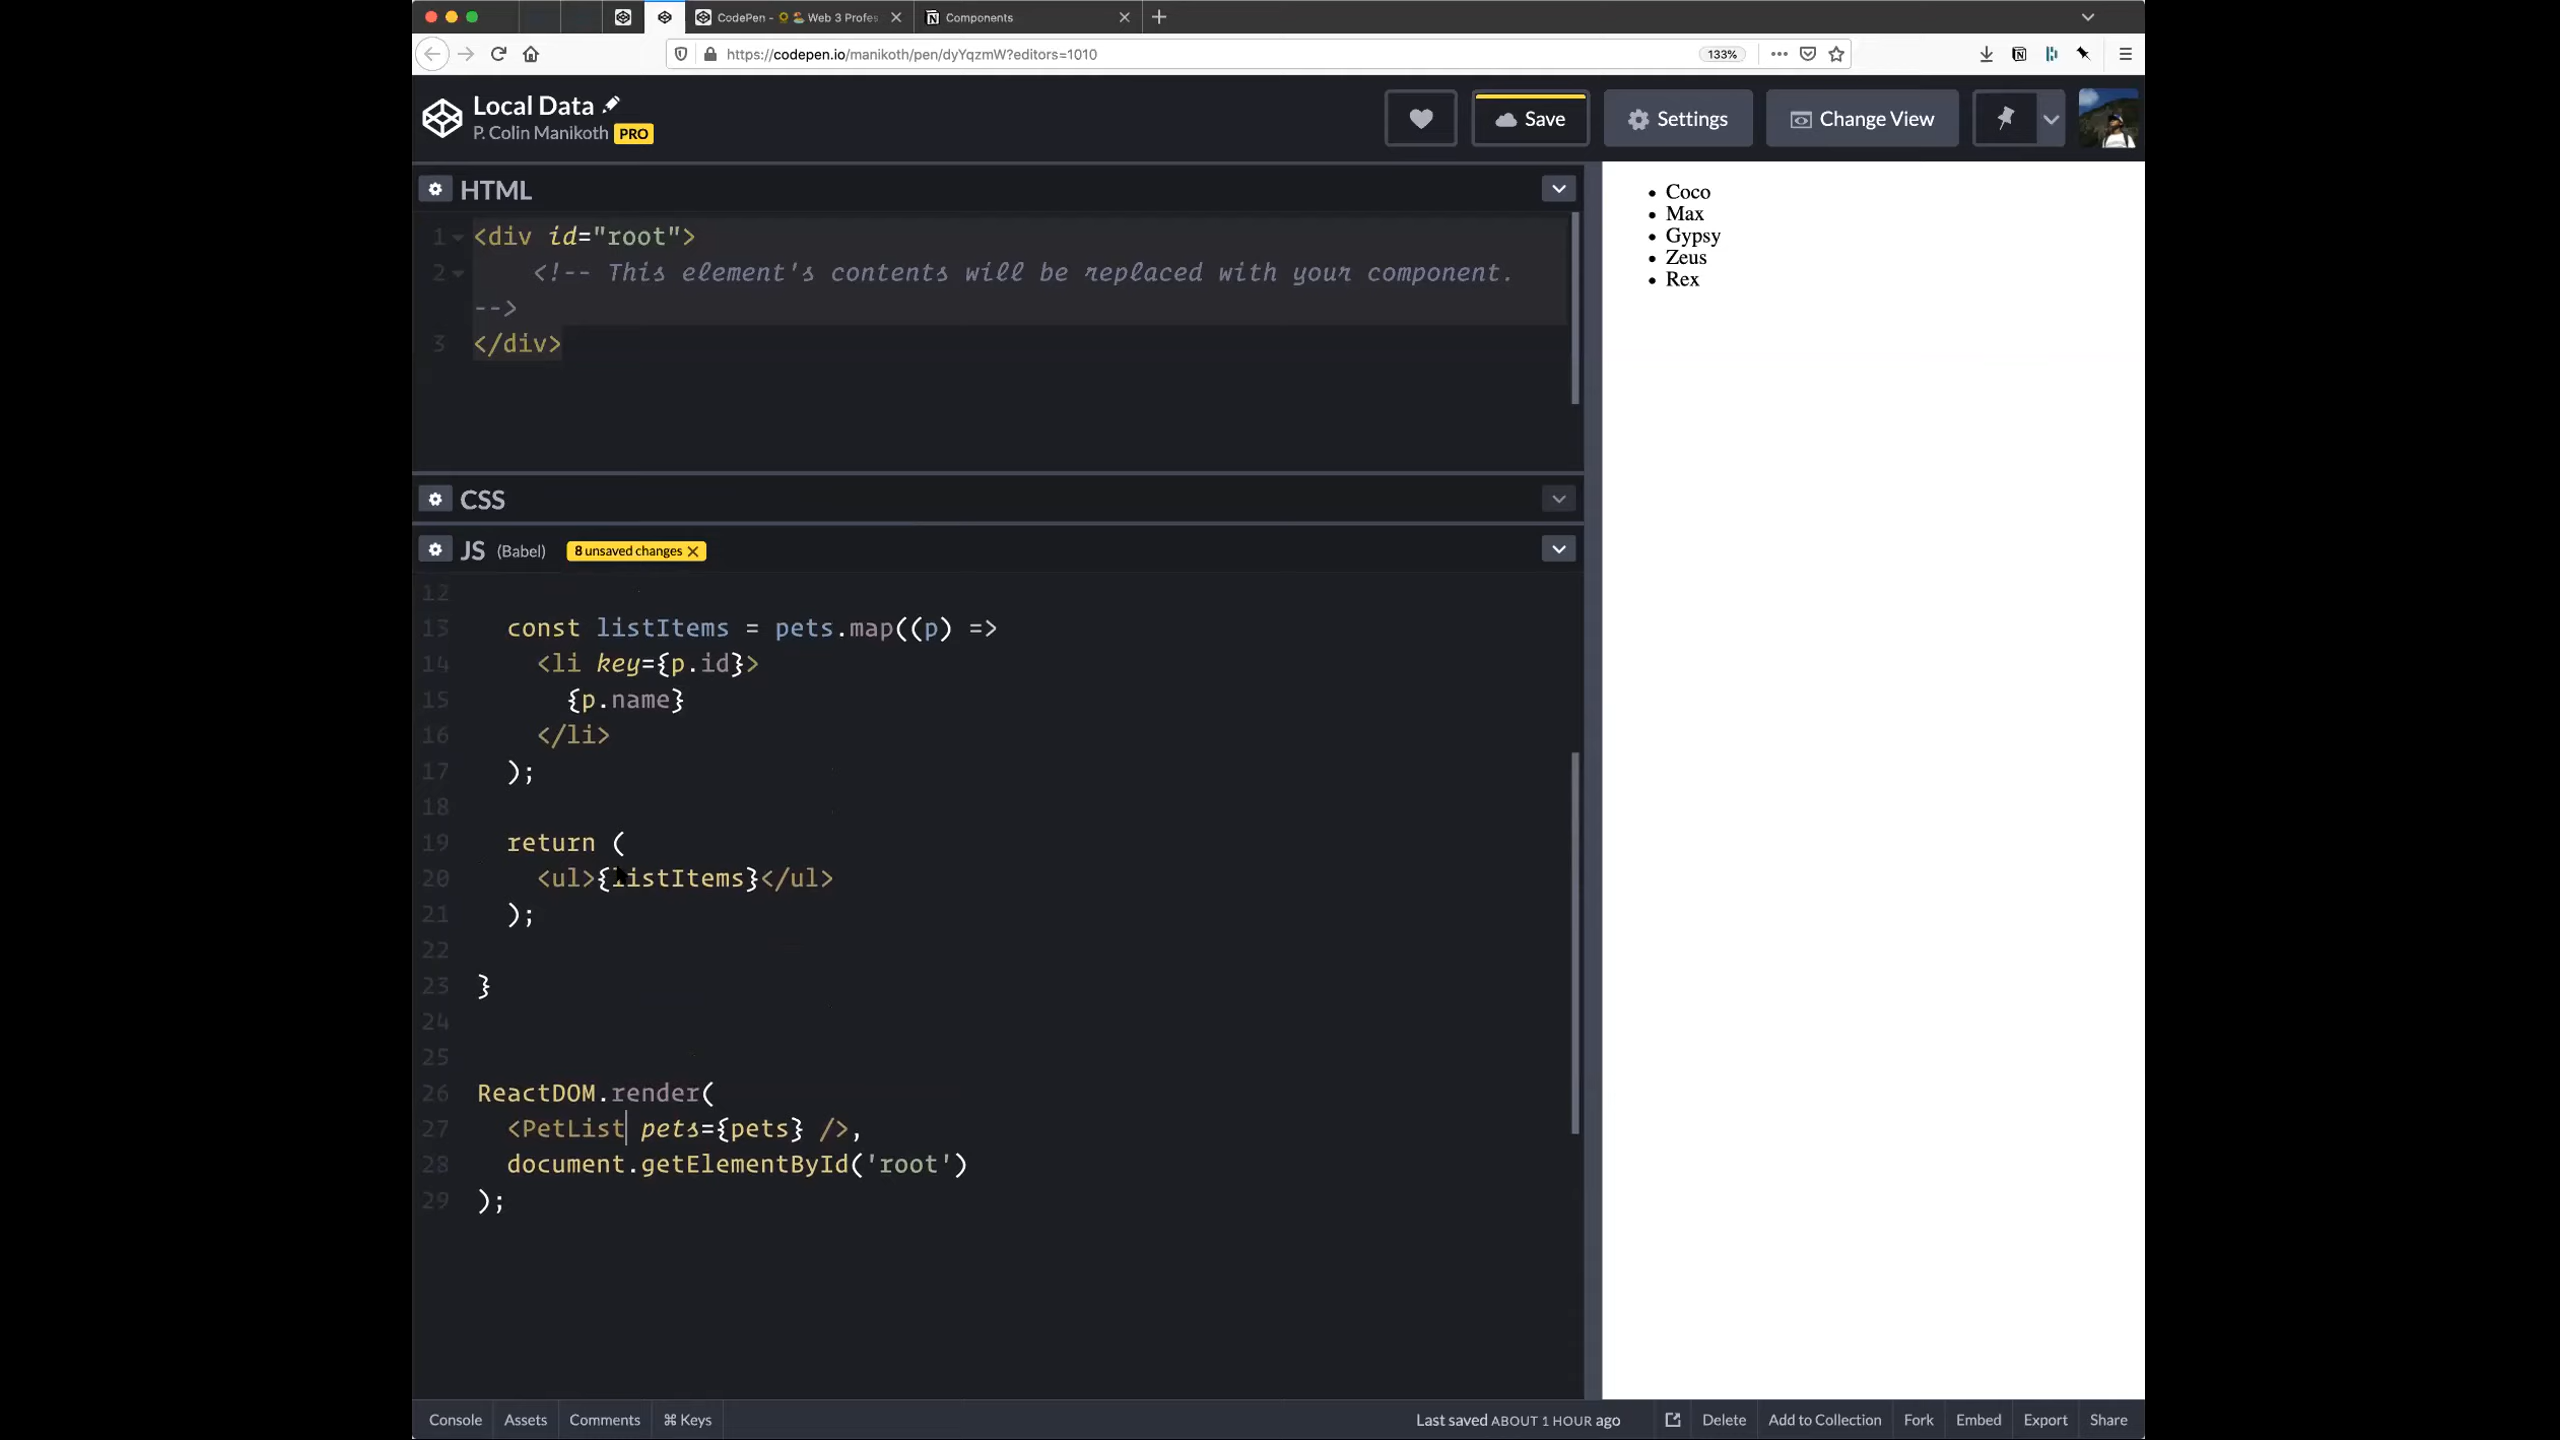 CodePen - Web 3 Profes
Components
https://codepen.io/manikoth/pen/dyYqzmW?editors=1010
133%
Local Data
P. Colin Manikoth PRO
Save
Settings
Change View
HTML
1 <div id="root">
2 <!-- This element's contents will be replaced with your component.
-->
3 </div>
CSS
JS (Babel) 8 unsaved changes
12
13 const listItems = pets.map((p) =>
14 <li key={p.id}>
15 {p.name}
16 </li>
17 );
18
19 return (
20 <ul>{listItems}</ul>
21 );
22
23 }
24
25
26 ReactDOM.render(
27 <PetList pets={pets} />,
28 document.getElementById('root')
29 );
Coco
Max
Gypsy
Zeus
Rex
Console
Assets
Comments
⌘ Keys
Last saved ABOUT 1 HOUR ago
Delete
Add to Collection
Fork
Embed
Export
Share